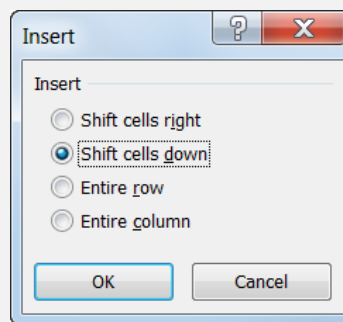 Insert
Insert
Shift cells right
Shift cells down
Entire row
Entire column
OK
Cancel